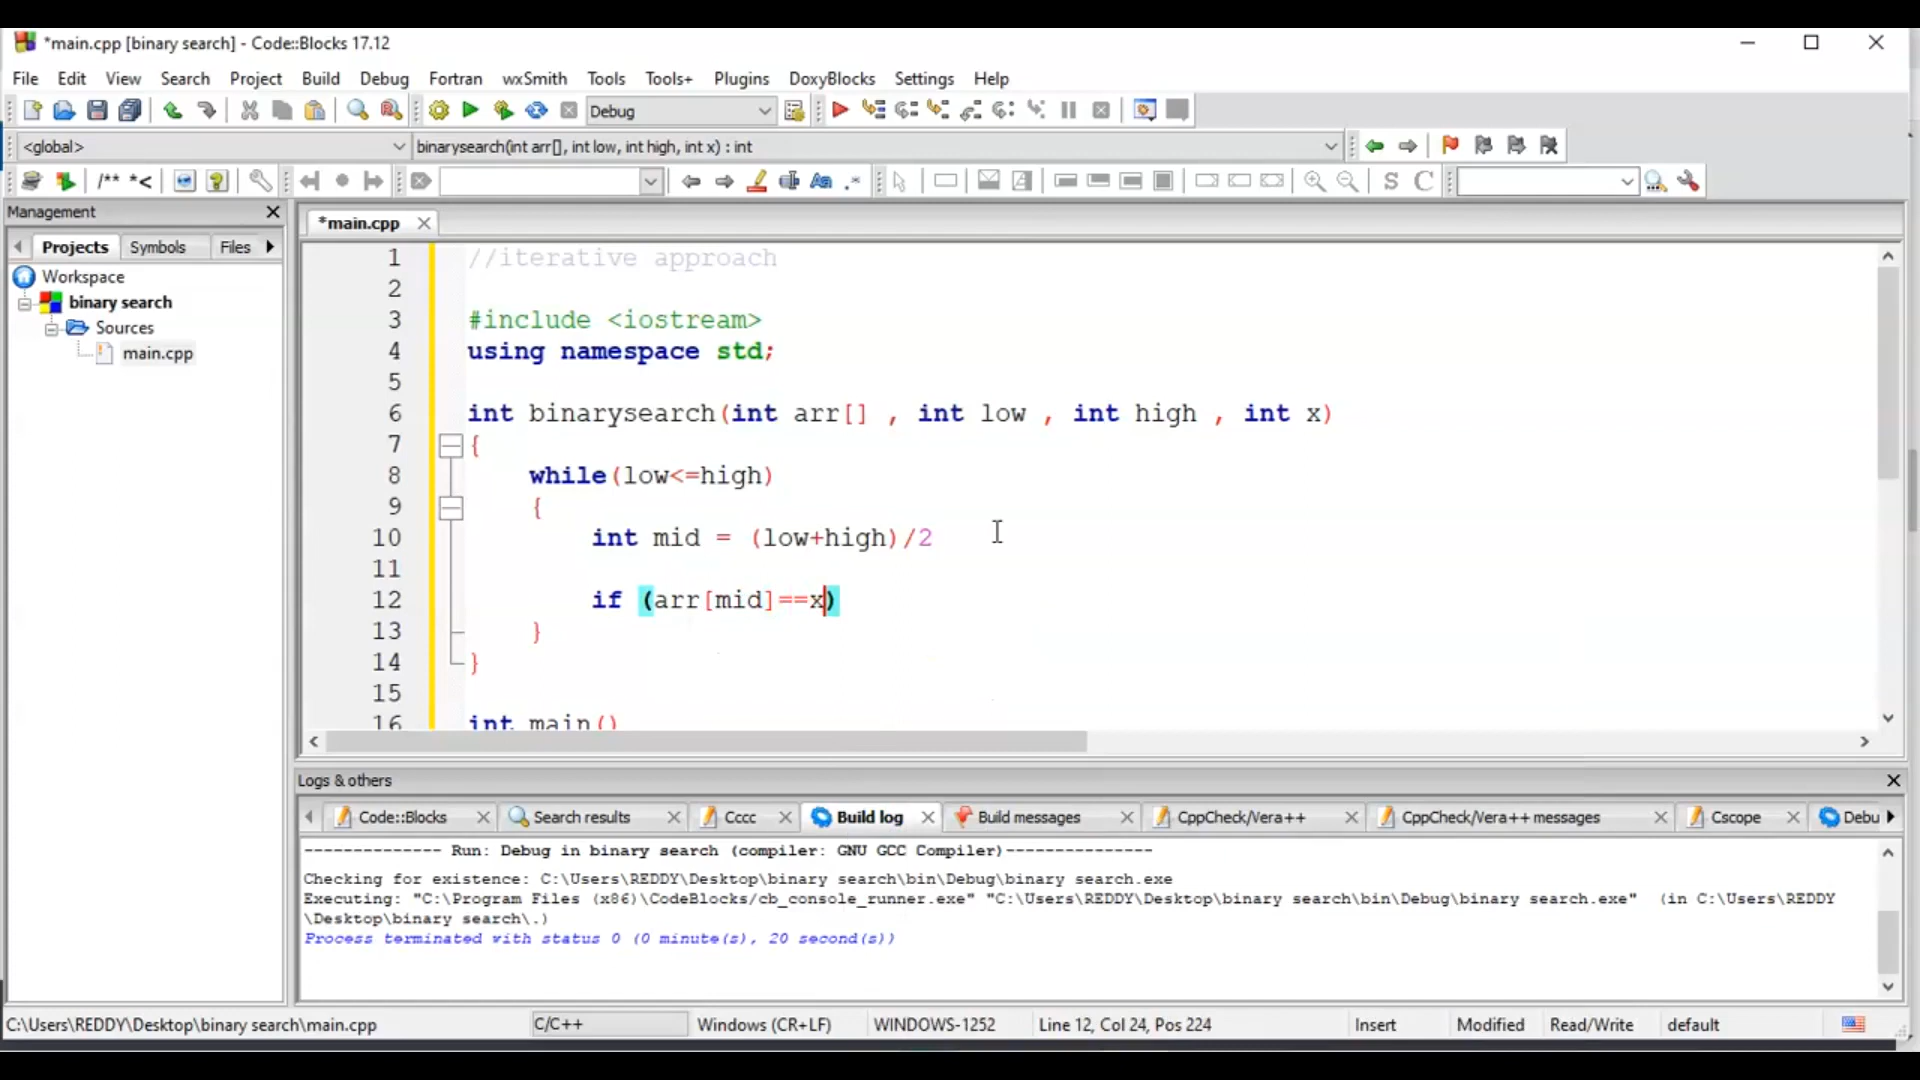 *main.cpp [binary search] - Code::Blocks 17.12
File Edit View Search Project Build Debug Fortran wxSmith Tools Tools+ Plugins DoxyBlocks Settings Help
Debug
<global> binarysearch(int arr[], int low, int high, int x) : int
/** *< Aa .* S C
Management
Projects Symbols Files
Workspace
binary search
Sources
main.cpp
*main.cpp
1 //iterative approach
2
3 #include <iostream>
4 using namespace std;
5
6 int binarysearch(int arr[] , int low , int high , int x)
7 {
8 while(low<=high)
9 {
10 int mid = (low+high)/2
11
12 if (arr[mid]==x)
13 }
14 }
15
16 int main()
Logs & others
Code::Blocks Search results Cccc Build log Build messages CppCheck/Vera++ CppCheck/Vera++ messages Cscope Debu
-------------- Run: Debug in binary search (compiler: GNU GCC Compiler)---------------
Checking for existence: C:\Users\REDDY\Desktop\binary search\bin\Debug\binary search.exe
Executing: "C:\Program Files (x86)\CodeBlocks/cb_console_runner.exe" "C:\Users\REDDY\Desktop\binary search\bin\Debug\binary search.exe"  (in C:\Users\REDDY
\Desktop\binary search\.)
Process terminated with status 0 (0 minute(s), 20 second(s))
C:\Users\REDDY\Desktop\binary search\main.cpp C/C++ Windows (CR+LF) WINDOWS-1252 Line 12, Col 24, Pos 224 Insert Modified Read/Write default